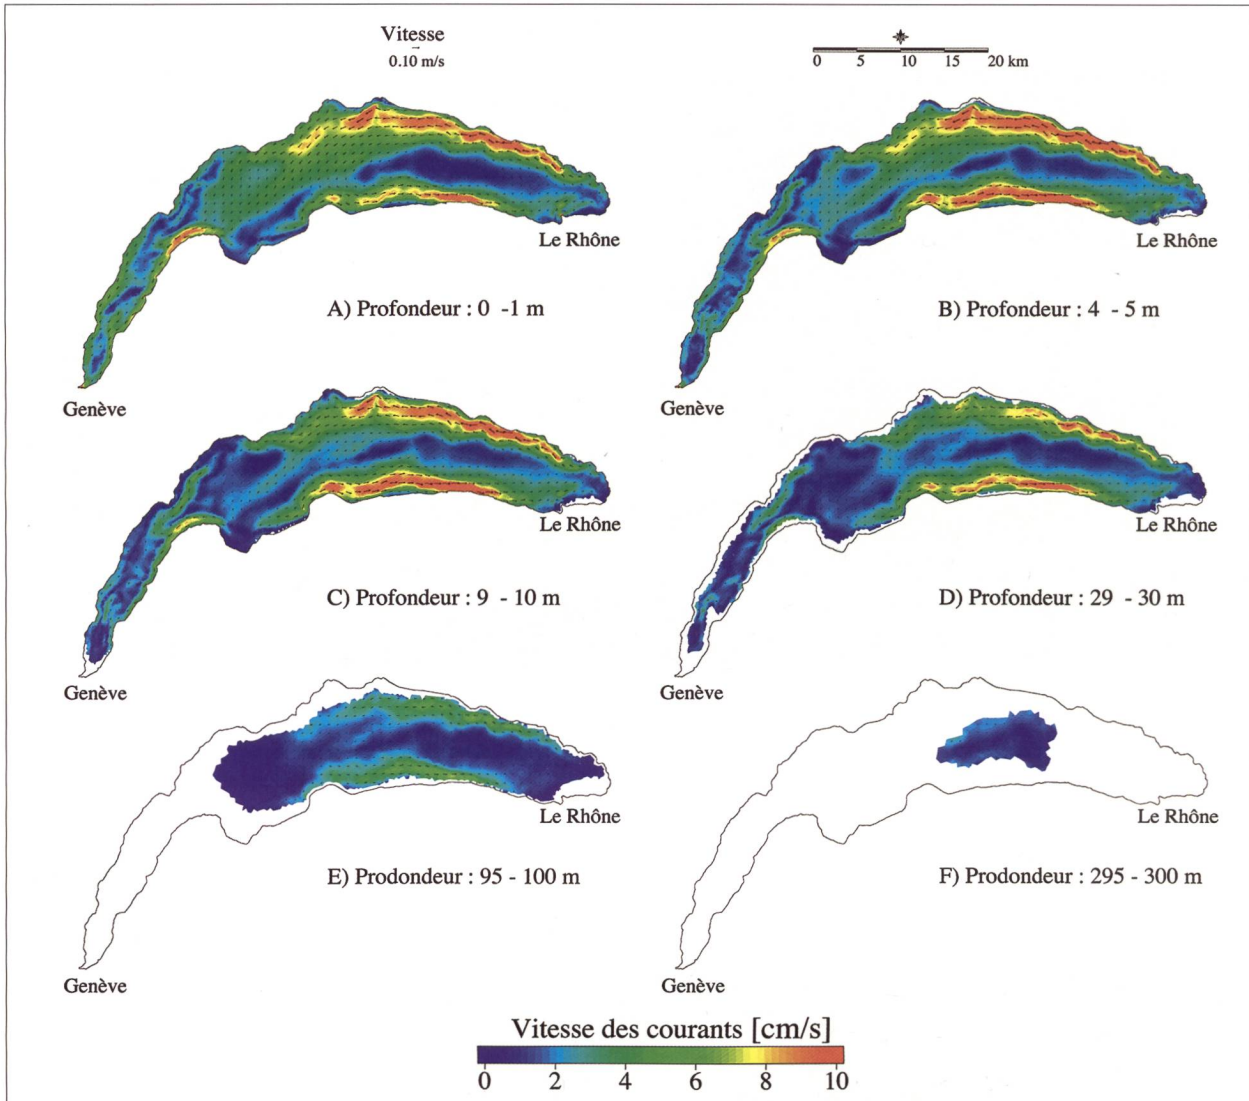 Vitesse
0.10 m/s
0 5 10 15 20 km
Le Rhône
Le Rhône
A) Profondeur : 0 -1 m
B) Profondeur : 4 - 5 m
Genève
Genève
Le Rhône
Le Rhône
C) Profondeur : 9 - 10 m
D) Profondeur : 29 - 30 m
Genève
Genève
Le Rhône
Le Rhône
E) Prodondeur : 95 - 100 m
F) Prodondeur : 295 - 300 m
Genève
Genève
Vitesse des courants [cm/s]
0 2 4 6 8 10